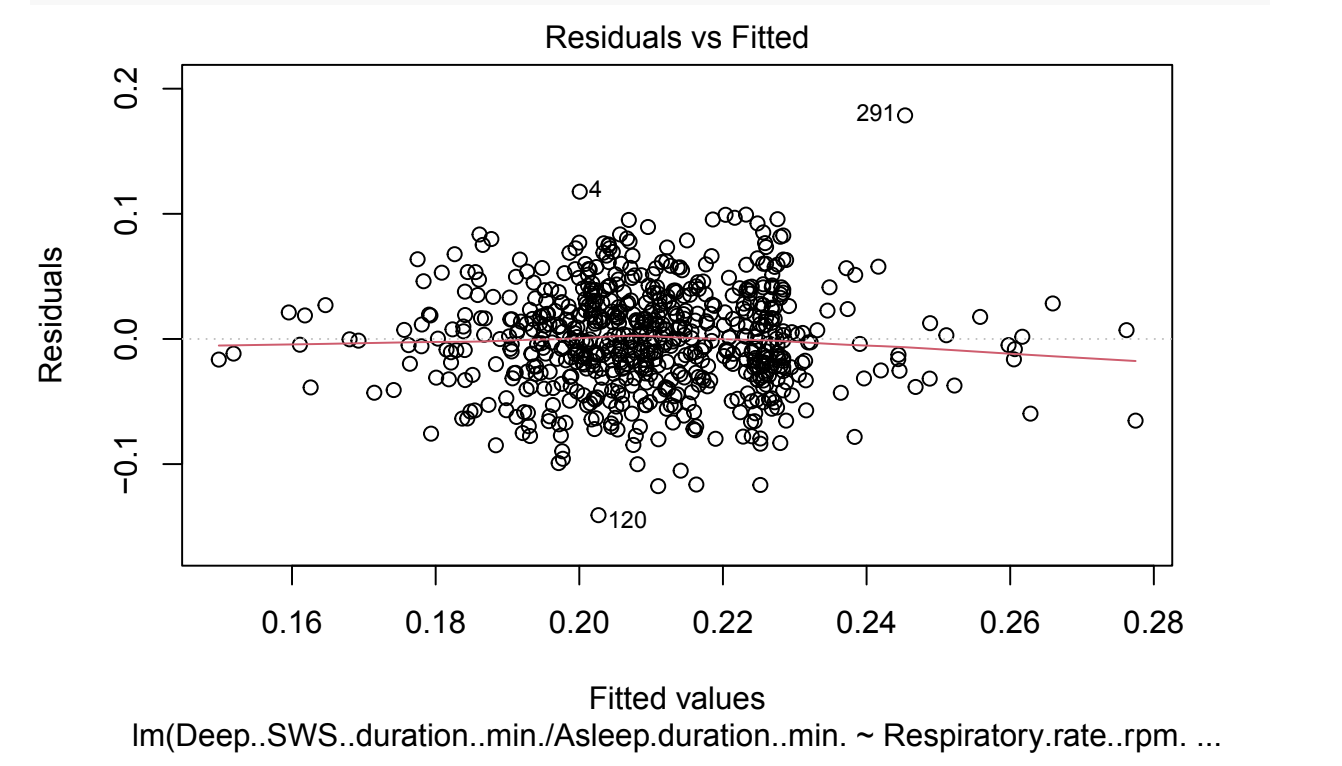 Residuals vs Fitted
0.2
0.1
0.0
−0.1
Residuals
291
4
120
0.16 0.18 0.20 0.22 0.24 0.26 0.28
Fitted values
lm(Deep..SWS..duration..min./Asleep.duration..min. ~ Respiratory.rate..rpm. ...